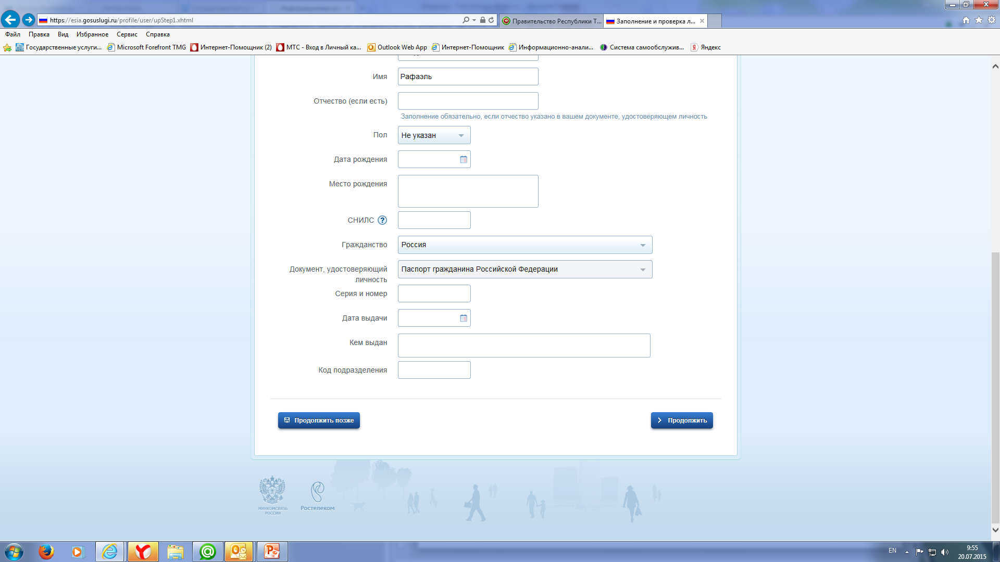 https://esia.gosuslugi.ru/profile/user/upStep1.xhtml
Правительство Республики Т...
Заполнение и проверка л...
Файл Правка Вид Избранное Сервис Справка
Государственные услуги... Microsoft Forefront TMG Интернет-Помощник (2) МТС - Вход в Личный ка... Outlook Web App Интернет-Помощник Информационно-анали... Система самообслужив... Яндекс
Имя Рафаэль
Отчество (если есть)
Заполнение обязательно, если отчество указано в вашем документе, удостоверяющем личность
Пол Не указан
Дата рождения
Место рождения
СНИЛС ?
Гражданство Россия
Документ, удостоверяющий Паспорт гражданина Российской Федерации
личность
Серия и номер
Дата выдачи
Кем выдан
Код подразделения
Продолжить позже Продолжить
МИНКОМСВЯЗЬ
РОССИИ
Ростелеком
EN 9:55
20.07.2015